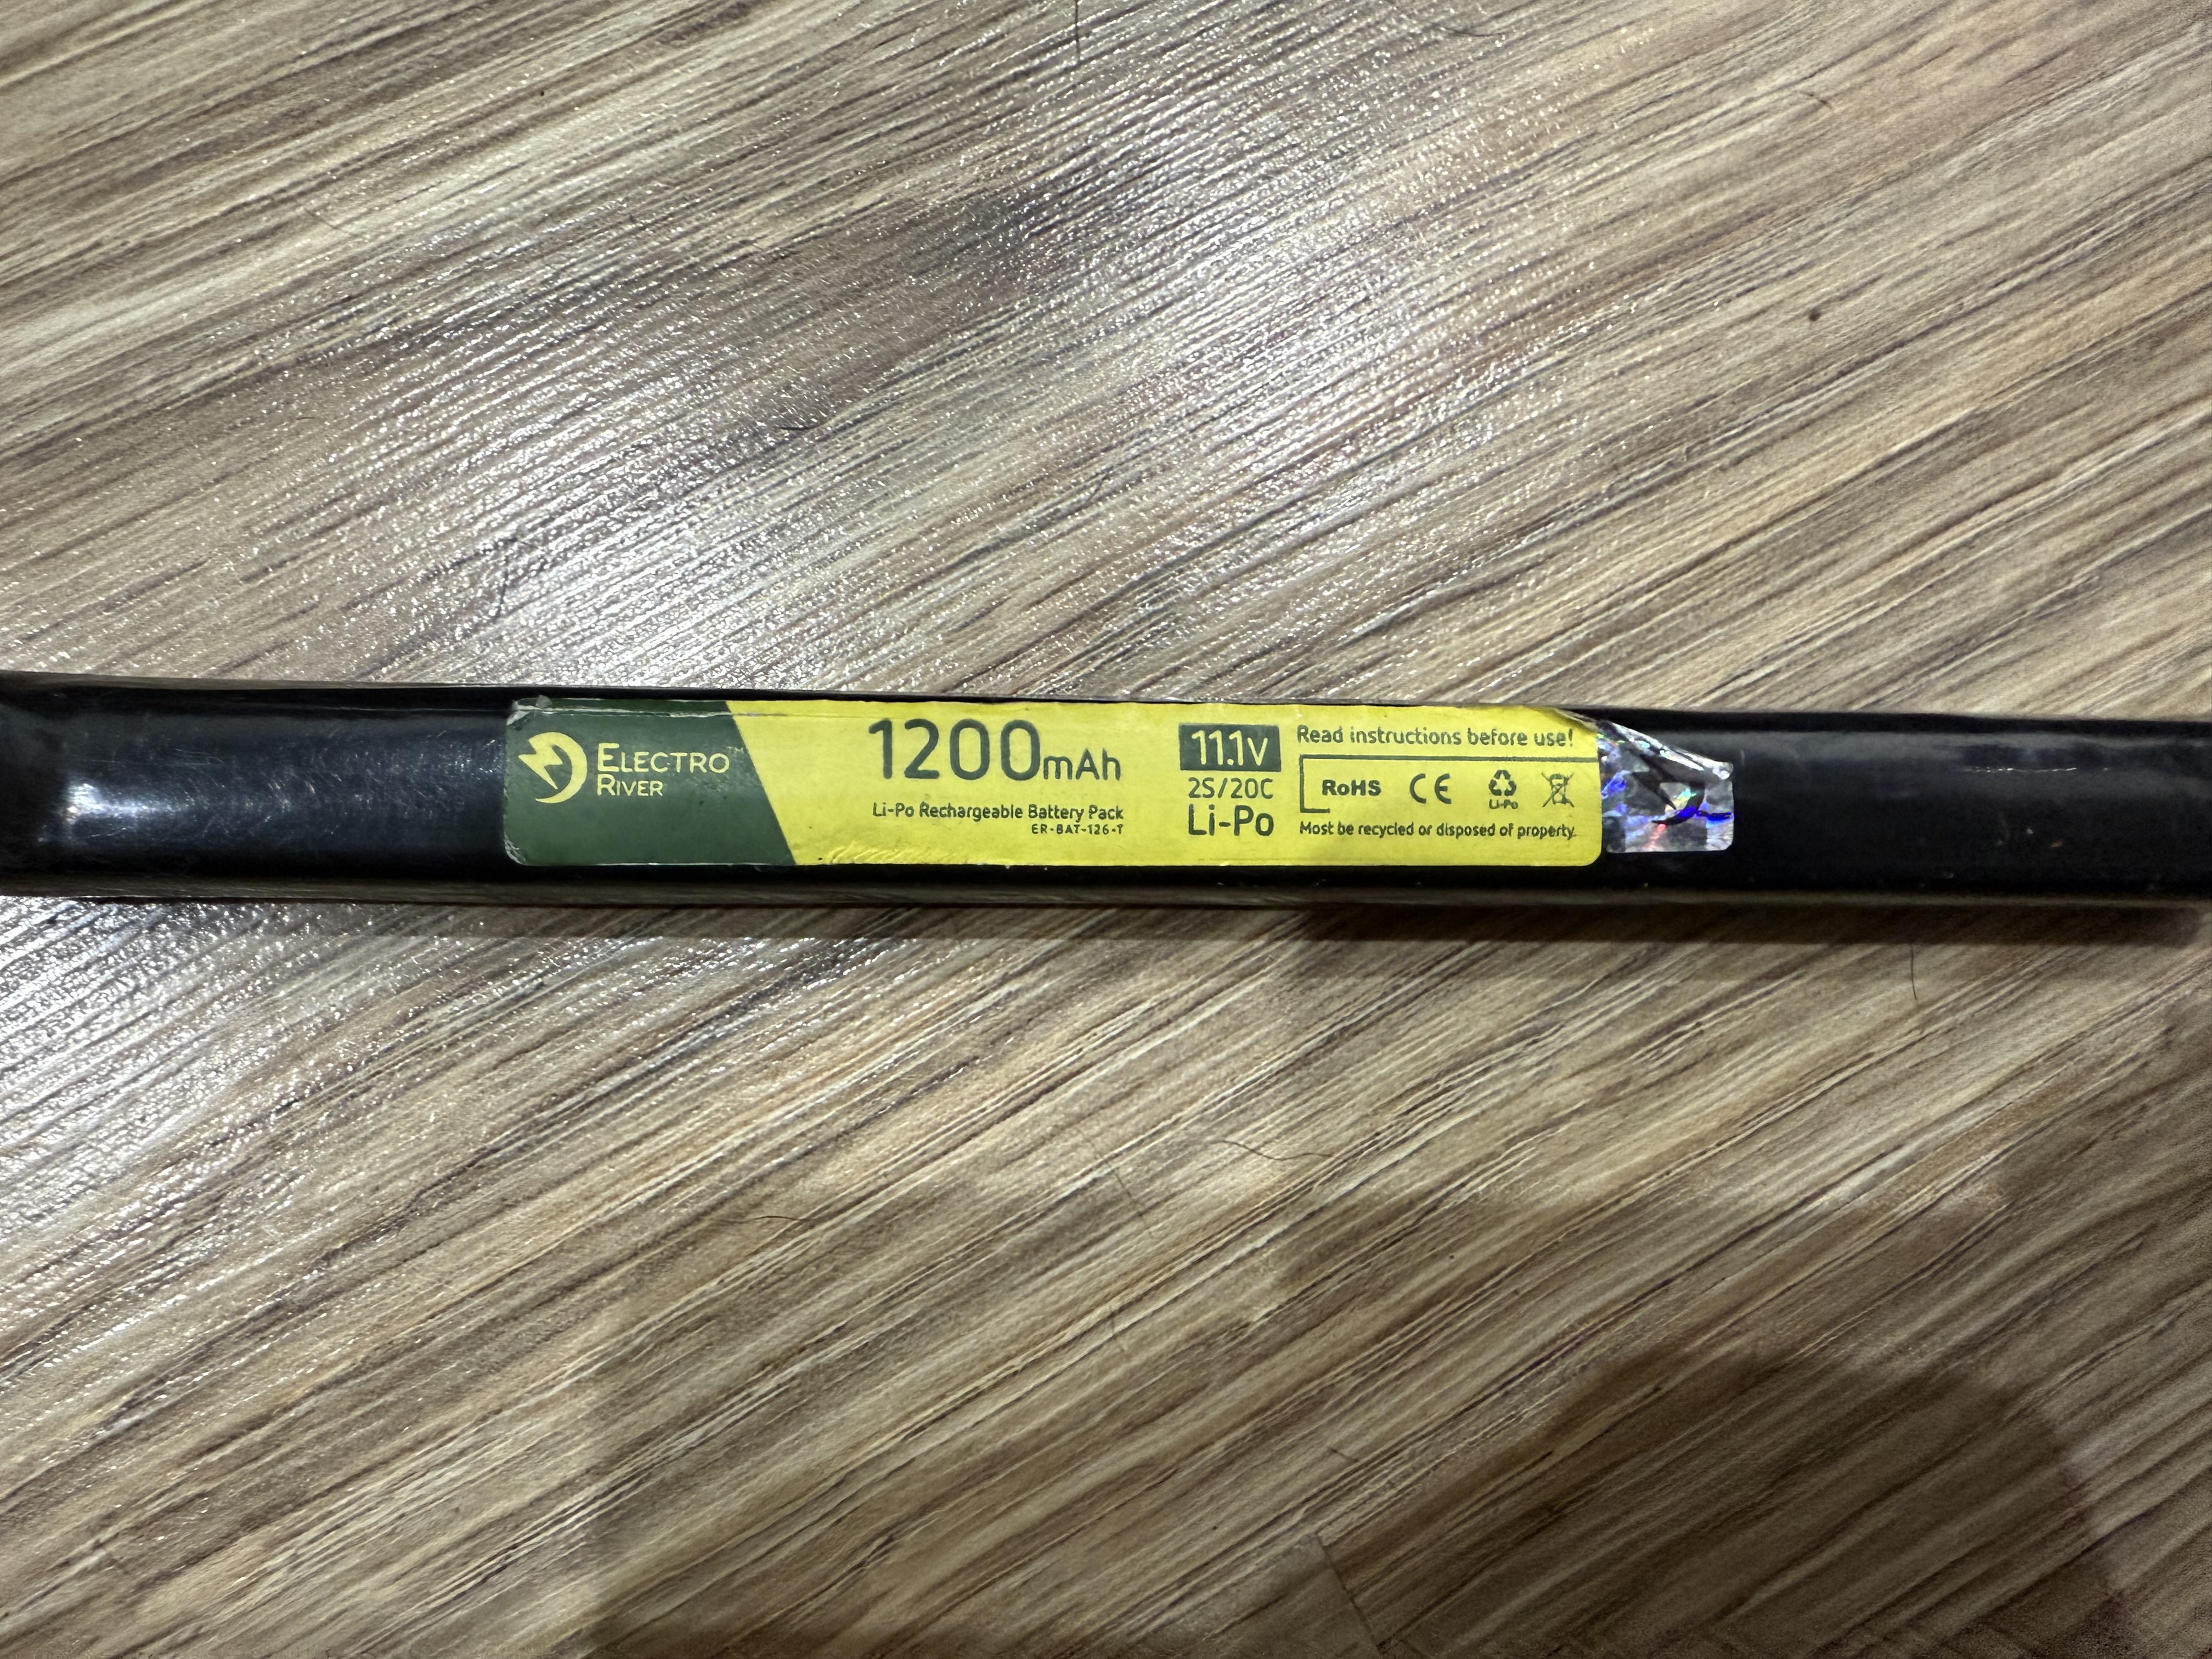 ELECTRO™
RIVER
1200mAh
Li-Po Rechargeable Battery Pack
ER-BAT-126-T
11.1V
2S/20C
Li-Po
Read instructions before use!
RoHS CE Li-Po
Most be recycled or disposed of property.